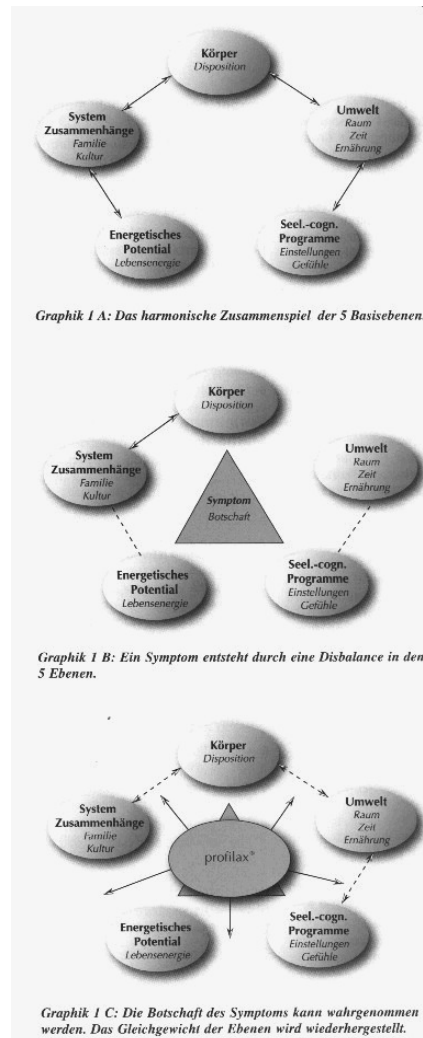 Körper
Disposition
System
Zusammenhänge
Familie
Kultur
Umwelt
Raum
Zeit
Ernährung
Energetisches
Potential
Lebensenergie
Seel.-cogn.
Programme
Einstellungen
Gefühle
Graphik 1 A: Das harmonische Zusammenspiel der 5 Basisebenen.
Körper
Disposition
System
Zusammenhänge
Familie
Kultur
Umwelt
Raum
Zeit
Ernährung
Symptom
Botschaft
Energetisches
Potential
Lebensenergie
Seel.-cogn.
Programme
Einstellungen
Gefühle
Graphik 1 B: Ein Symptom entsteht durch eine Disbalance in den
5 Ebenen.
Körper
Disposition
System
Zusammenhänge
Familie
Kultur
Umwelt
Raum
Zeit
Ernährung
profilax®
Energetisches
Potential
Lebensenergie
Seel.-cogn.
Programme
Einstellungen
Gefühle
Graphik 1 C: Die Botschaft des Symptoms kann wahrgenommen
werden. Das Gleichgewicht der Ebenen wird wiederhergestellt.